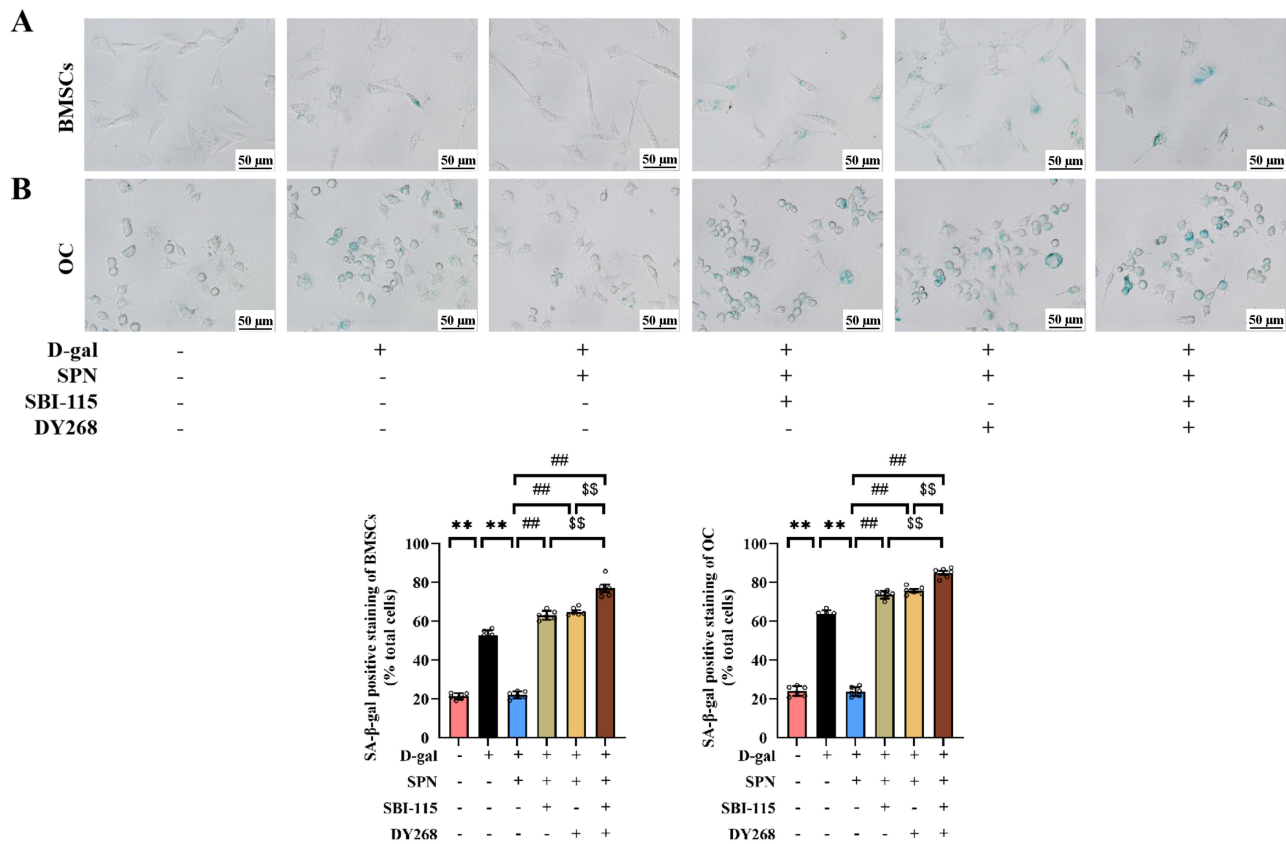 A
BMSCs
50 μm 50 μm 50 μm 50 μm 50 μm 50 μm
B
OC
50 μm 50 μm 50 μm 50 μm 50 μm 50 μm
D-gal - + + + + +
SPN - - + + + +
SBI-115 - - - + - +
DY268 - - - - + +
SA-β-gal positive staining of BMSCs
(% total cells)
##
## $$
** ** ## $$
100
80
60
40
20
0
D-gal - + + + + +
SPN - - + + + +
SBI-115 - - - + - +
DY268 - - - - + +
SA-β-gal positive staining of OC
(% total cells)
##
## $$
** ** ## $$
100
80
60
40
20
0
D-gal - + + + + +
SPN - - + + + +
SBI-115 - - - + - +
DY268 - - - - + +